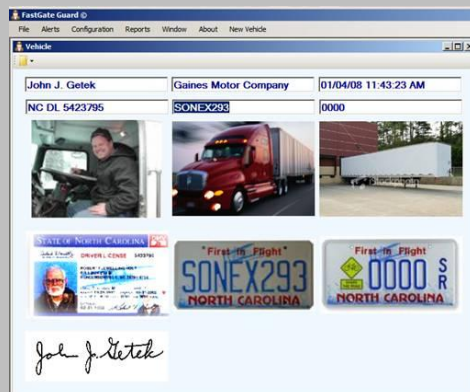 FastGate Guard ©
File Alerts Configuration Reports Window About New Vehicle
Vehicle
John J. Getek Gaines Motor Company 01/04/08 11:43:23 AM
NC DL 5423795 SONEX293 0000
STATE OF NORTH CAROLINA
DRIVER LICENSE 5423795
First in Flight
SONEX293
NORTH CAROLINA
First in Flight
0000 S R
NORTH CAROLINA
John J. Getek